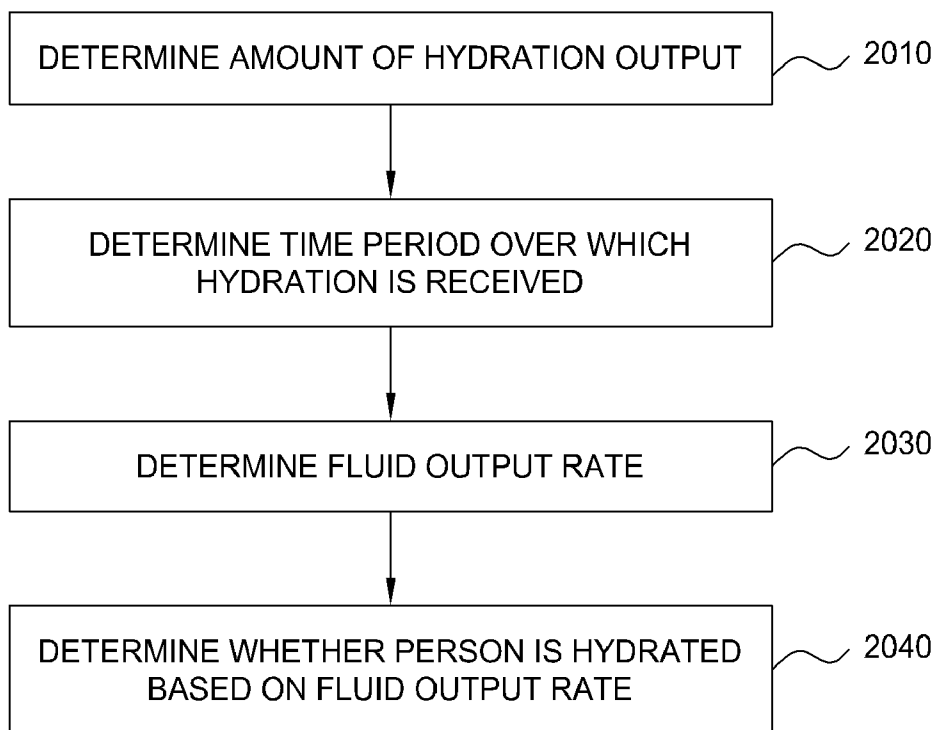 DETERMINE AMOUNT OF HYDRATION OUTPUT
2010
DETERMINE TIME PERIOD OVER WHICH
HYDRATION IS RECEIVED
2020
DETERMINE FLUID OUTPUT RATE
2030
DETERMINE WHETHER PERSON IS HYDRATED
BASED ON FLUID OUTPUT RATE
2040